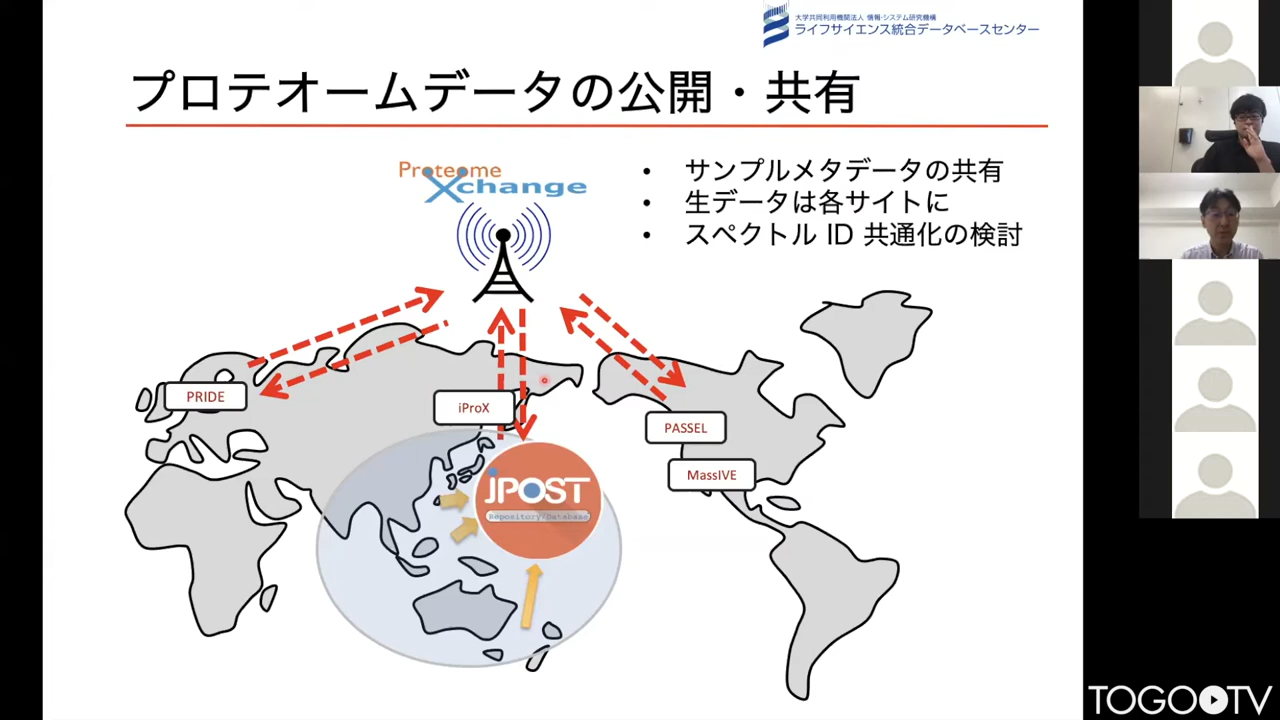 大学共同利用機関法人 情報・システム研究機構
ライフサイエンス統合データベースセンター
プロテオームデータの公開・共有
Proteome
Xchange
• サンプルメタデータの共有
• 生データは各サイトに
• スペクトル ID 共通化の検討
PRIDE
iProX
PASSEL
MassIVE
jPOST
Repository/Database
TOGOTV